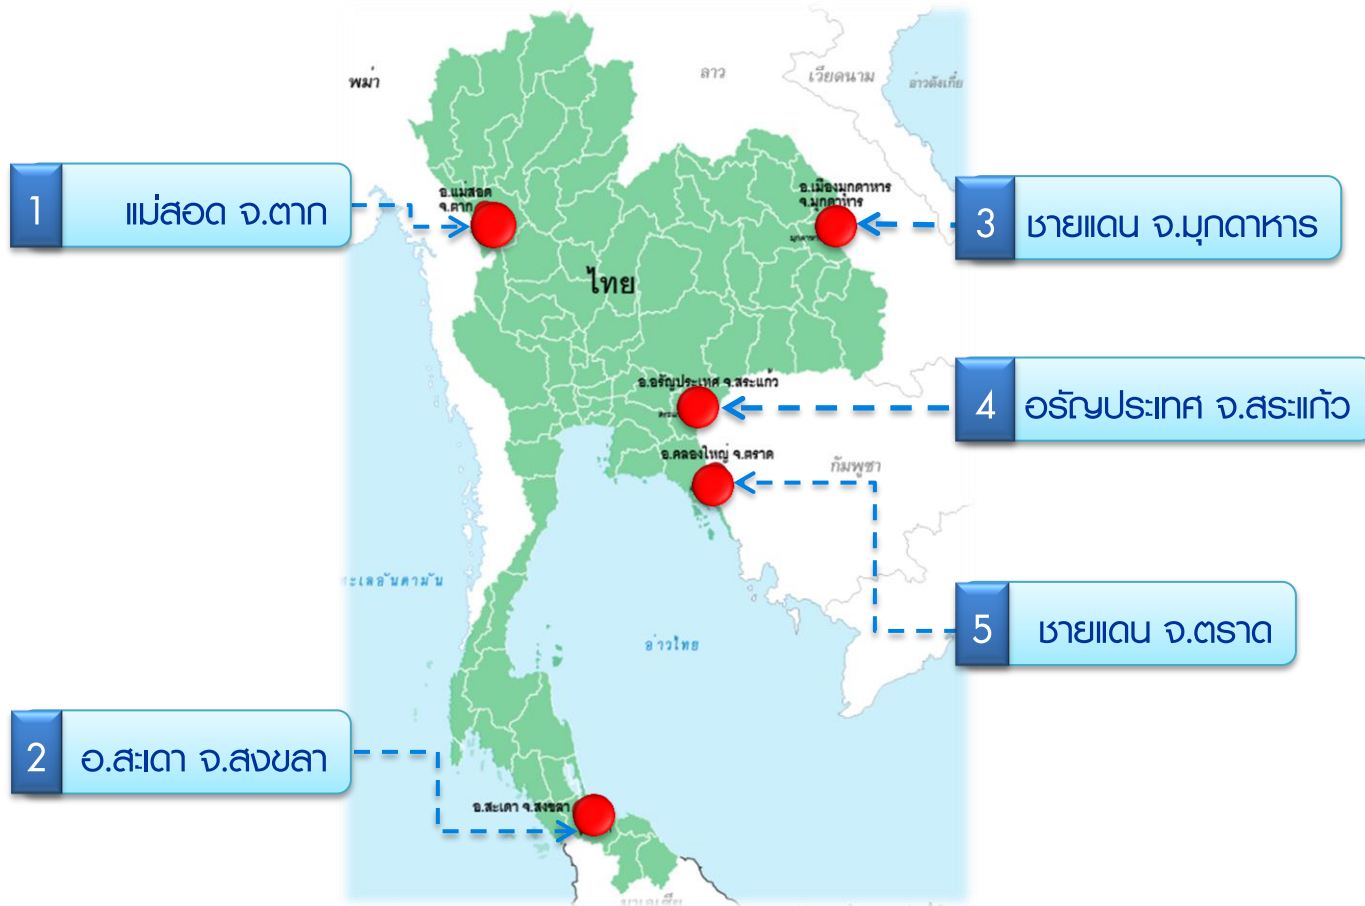 พม่า
ลาว
เวียดนาม
อ่าวตังเกี๋ย
1
แม่สอด จ.ตาก
อ.แม่สอด
จ.ตาก
อ.เมืองมุกดาหาร
จ.มุกดาหาร
3
ชายแดน จ.มุกดาหาร
ไทย
อ.อรัญประเทศ จ.สระแก้ว
4
อรัญประเทศ จ.สระแก้ว
อ.คลองใหญ่ จ.ตราด
กัมพูชา
ทะเลอันดามัน
5
ชายแดน จ.ตราด
อ่าวไทย
2
อ.สะเดา จ.สงขลา
อ.สะเดา จ.สงขลา
มาเลเซีย